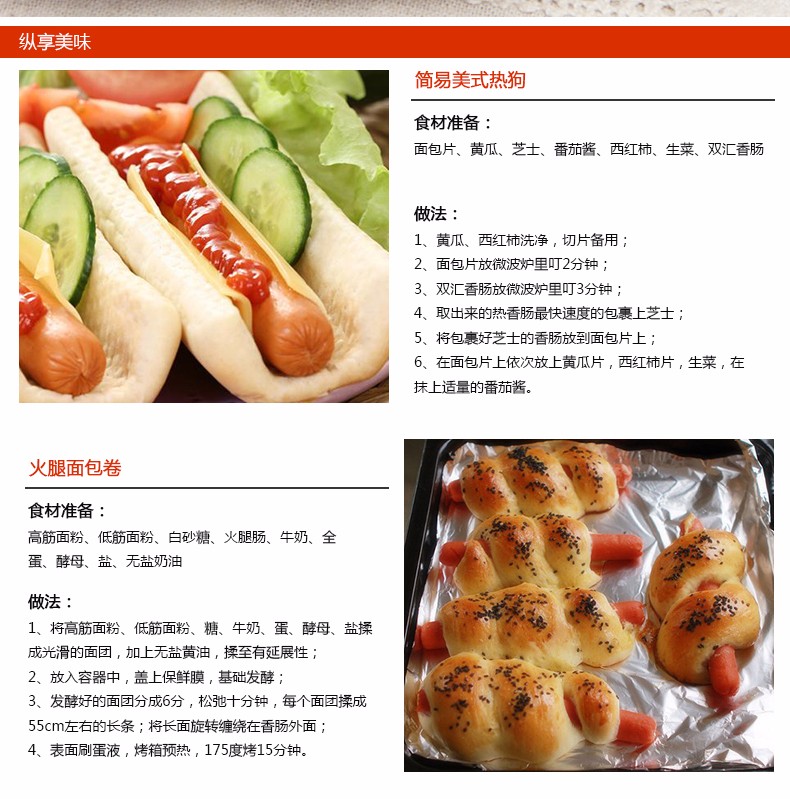 纵享美味
简易美式热狗
食材准备：
面包片、黄瓜、芝士、番茄酱、西红柿、生菜、双汇香肠
做法：
1、黄瓜、西红柿洗净，切片备用；
2、面包片放微波炉里叮2分钟；
3、双汇香肠放微波炉里叮3分钟；
4、取出来的热香肠最快速度的包裹上芝士；
5、将包裹好芝士的香肠放到面包片上；
6、在面包片上依次放上黄瓜片，西红柿片，生菜，在
抹上适量的番茄酱。
火腿面包卷
食材准备：
高筋面粉、低筋面粉、白砂糖、火腿肠、牛奶、全
蛋、酵母、盐、无盐奶油
做法：
1、将高筋面粉、低筋面粉、糖、牛奶、蛋、酵母、盐揉
成光滑的面团，加上无盐黄油，揉至有延展性；
2、放入容器中，盖上保鲜膜，基础发酵；
3、发酵好的面团分成6分，松弛十分钟，每个面团揉成
55cm左右的长条；将长面旋转缠绕在香肠外面；
4、表面刷蛋液，烤箱预热，175度烤15分钟。